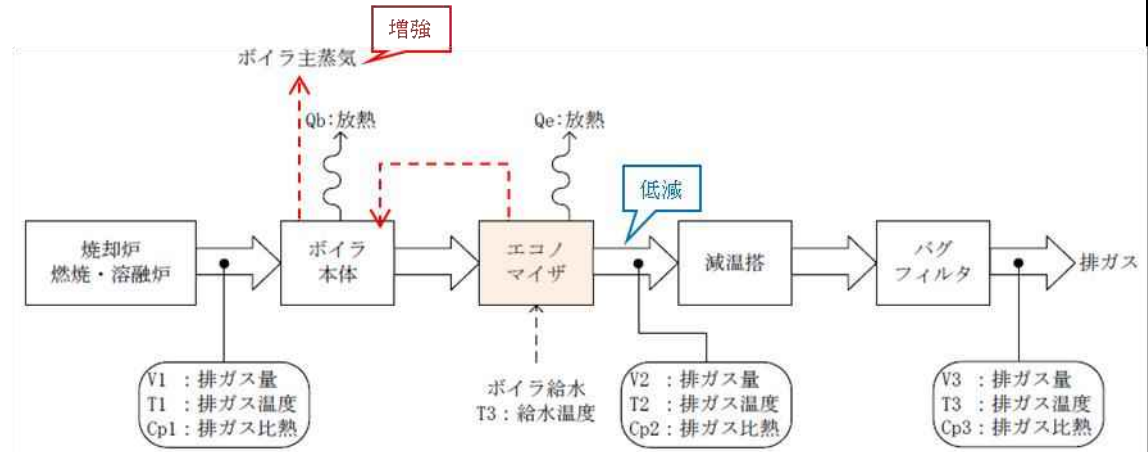 増強
ボイラ主蒸気
Qb:放熱
Qe:放熱
低減
焼却炉
燃焼・溶融炉
ボイラ
本体
エコノ
マイザ
減温搭
バグ
フィルタ
排ガス
V1 :排ガス量
T1 :排ガス温度
Cp1:排ガス比熱
ボイラ給水
T3:給水温度
V2 :排ガス量
T2 :排ガス温度
Cp2:排ガス比熱
V3 :排ガス量
T3 :排ガス温度
Cp3:排ガス比熱